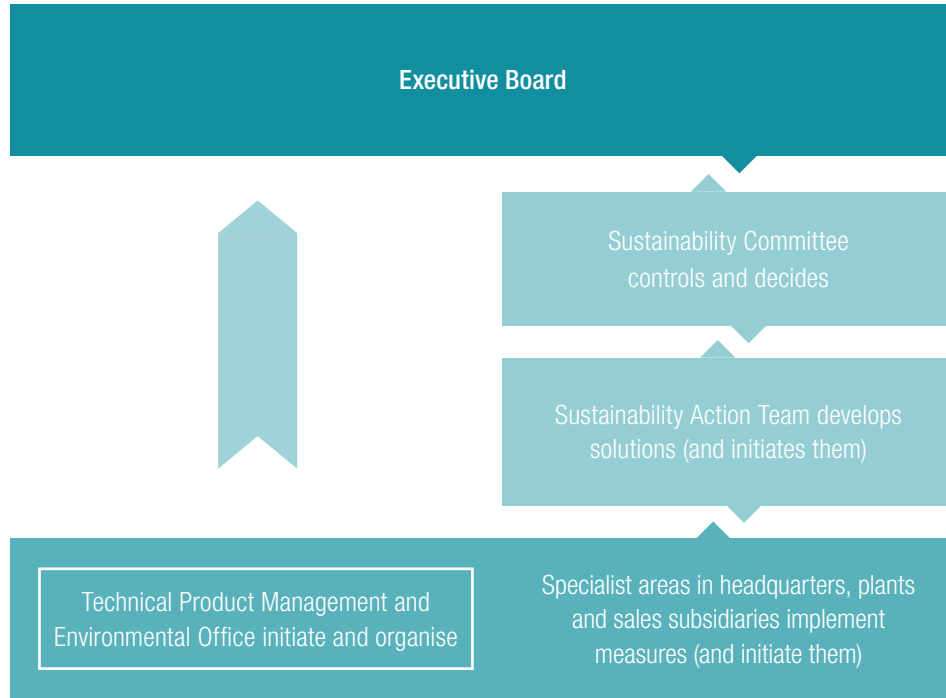 Executive Board
Sustainability Committee
controls and decides
Sustainability Action Team develops
solutions (and initiates them)
Technical Product Management and
Environmental Office initiate and organise
Specialist areas in headquarters, plants
and sales subsidiaries implement
measures (and initiate them)